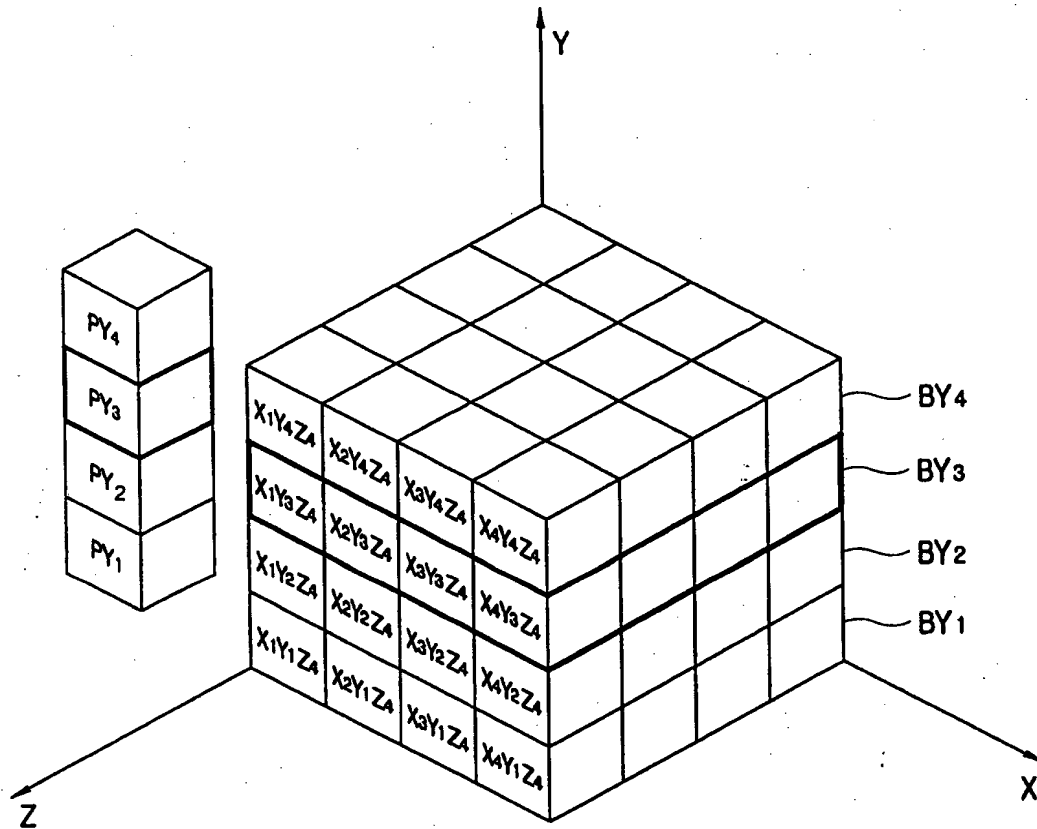 Y
PY₄
PY₃
PY₂
PY₁
X₁Y₄Z₄ X₂Y₄Z₄ X₃Y₄Z₄ X₄Y₄Z₄
X₁Y₃Z₄ X₂Y₃Z₄ X₃Y₃Z₄ X₄Y₃Z₄
X₁Y₂Z₄ X₂Y₂Z₄ X₃Y₂Z₄ X₄Y₂Z₄
X₁Y₁Z₄ X₂Y₁Z₄ X₃Y₁Z₄ X₄Y₁Z₄
BY₄
BY₃
BY₂
BY₁
Z
X